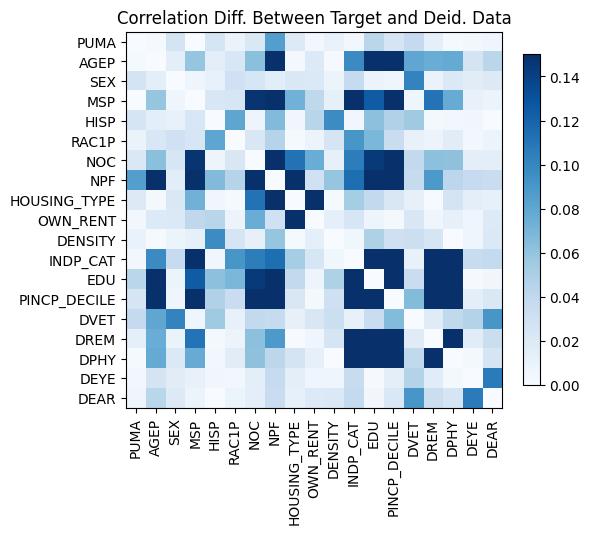 Correlation Diff. Between Target and Deid. Data
PUMA
AGEP
SEX
MSP
HISP
RAC1P
NOC
NPF
HOUSING_TYPE
OWN_RENT
DENSITY
INDP_CAT
EDU
PINCP_DECILE
DVET
DREM
DPHY
DEYE
DEAR
PUMA
AGEP
SEX
MSP
HISP
RAC1P
NOC
NPF
HOUSING_TYPE
OWN_RENT
DENSITY
INDP_CAT
EDU
PINCP_DECILE
DVET
DREM
DPHY
DEYE
DEAR
0.14
0.12
0.10
0.08
0.06
0.04
0.02
0.00